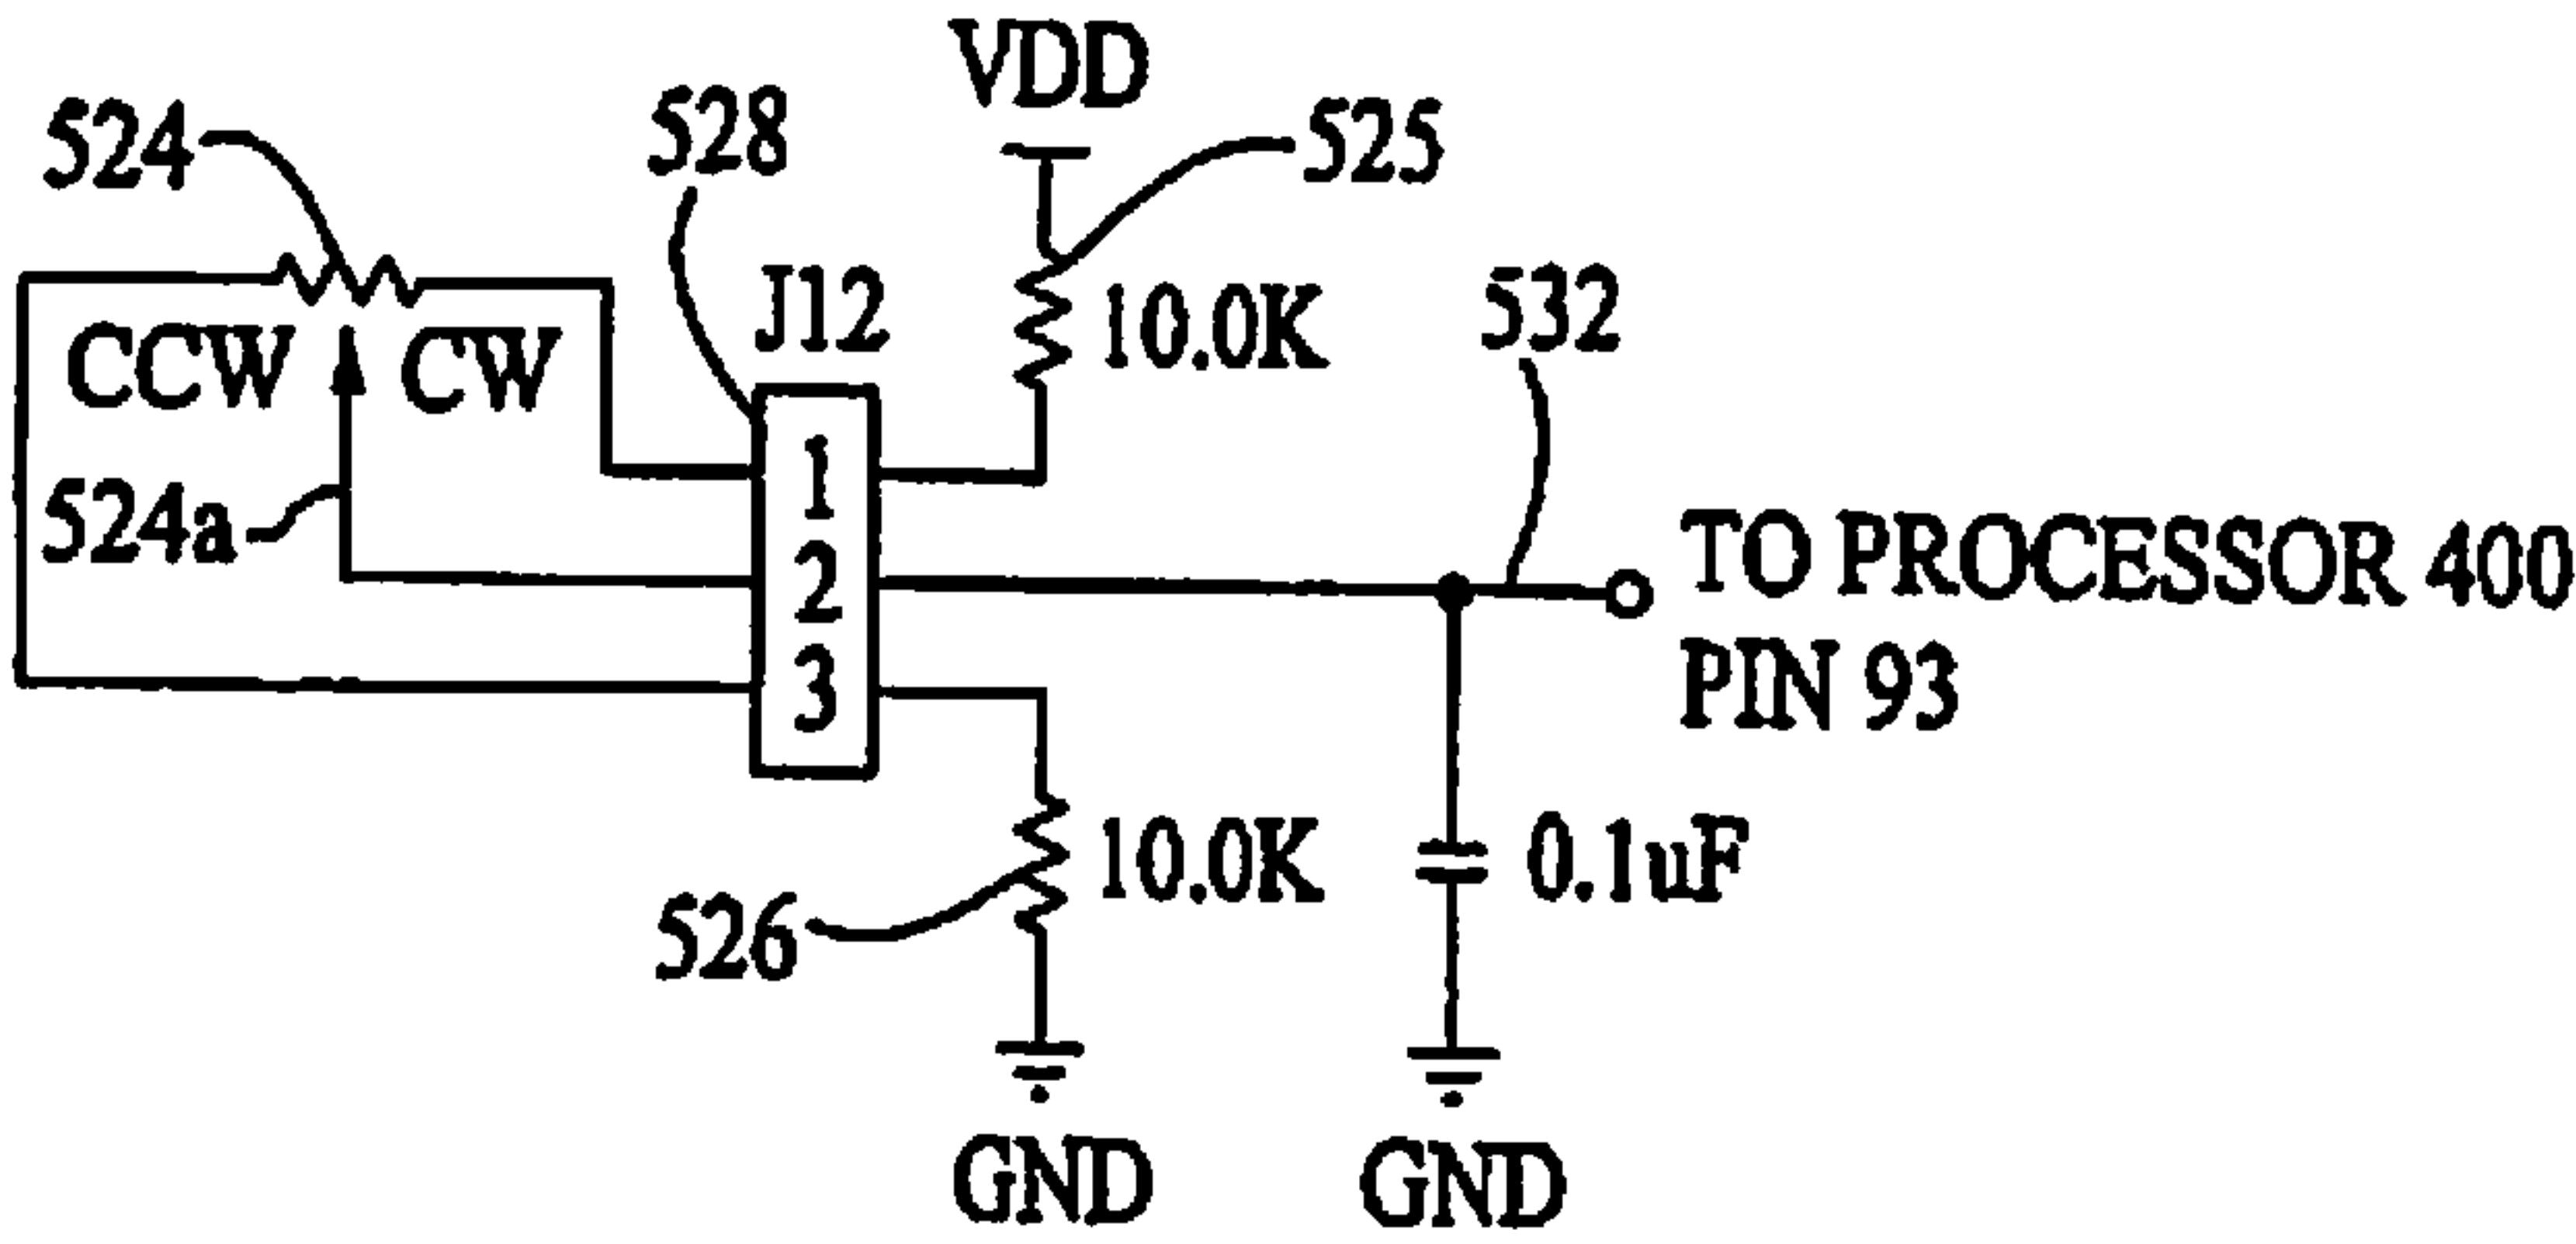 VDD
524
528
525
J12
10.0K
532
CCW
CW
1
524a
2
TO PROCESSOR 400
PIN 93
3
10.0K
0.1uF
526
GND
GND